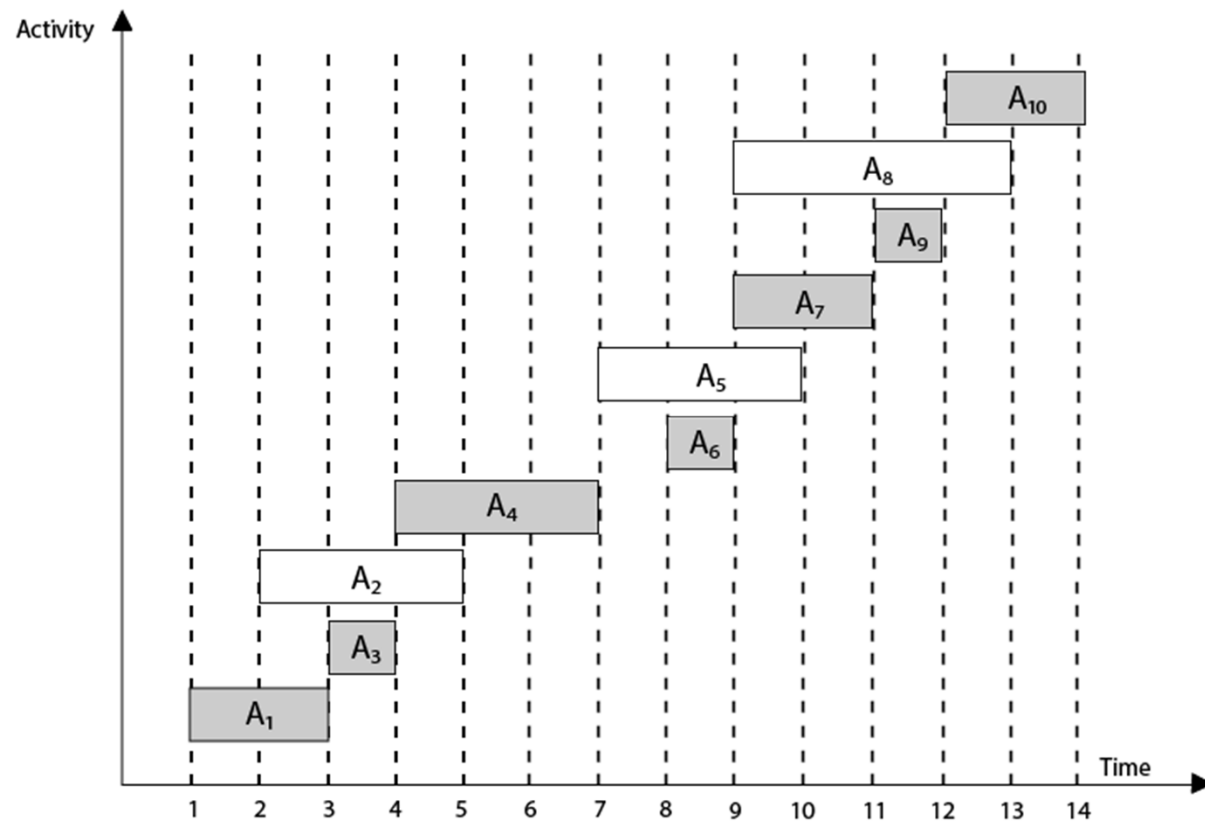 Activity
A₁₀
A₈
A₉
A₇
A₅
A₆
A₄
A₂
A₃
A₁
Time
1 2 3 4 5 6 7 8 9 10 11 12 13 14